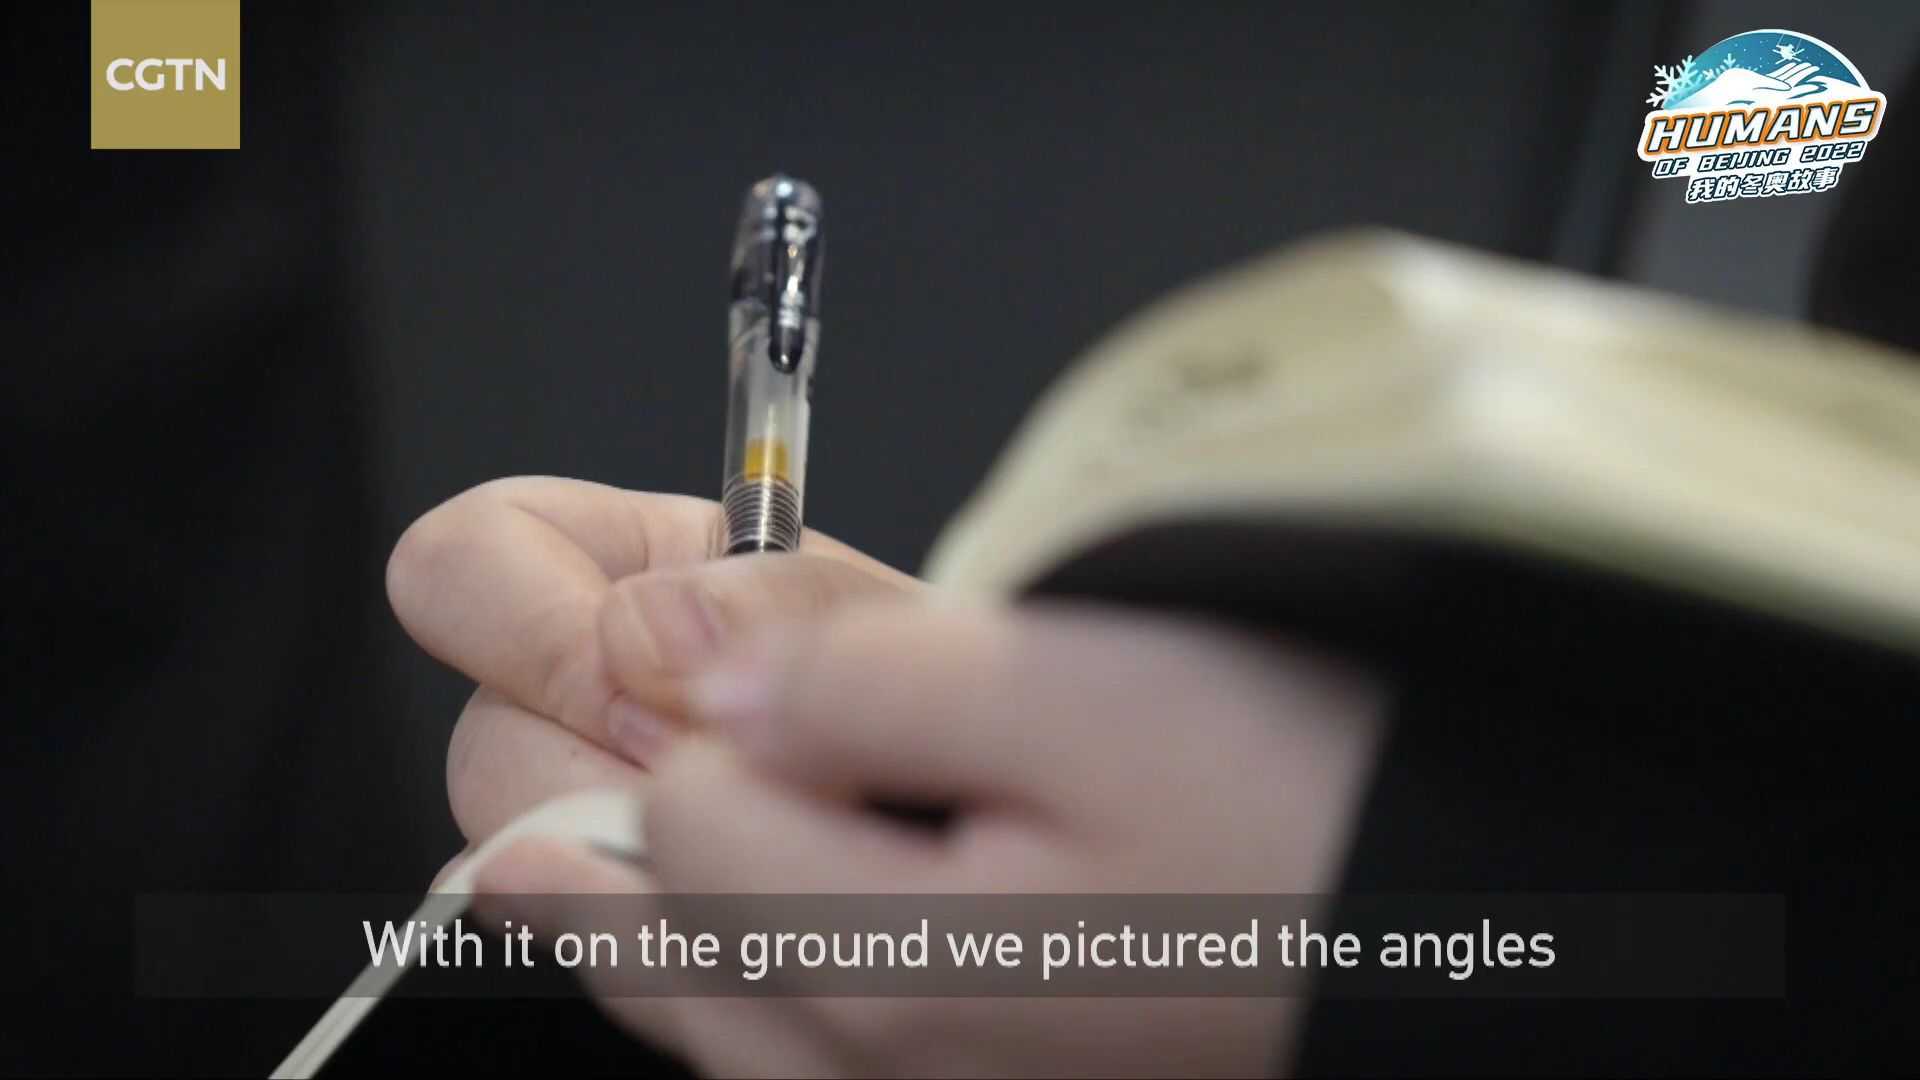 CGTN
HUMANS
OF BEIJING 2022
我的冬奥故事
With it on the ground we pictured the angles